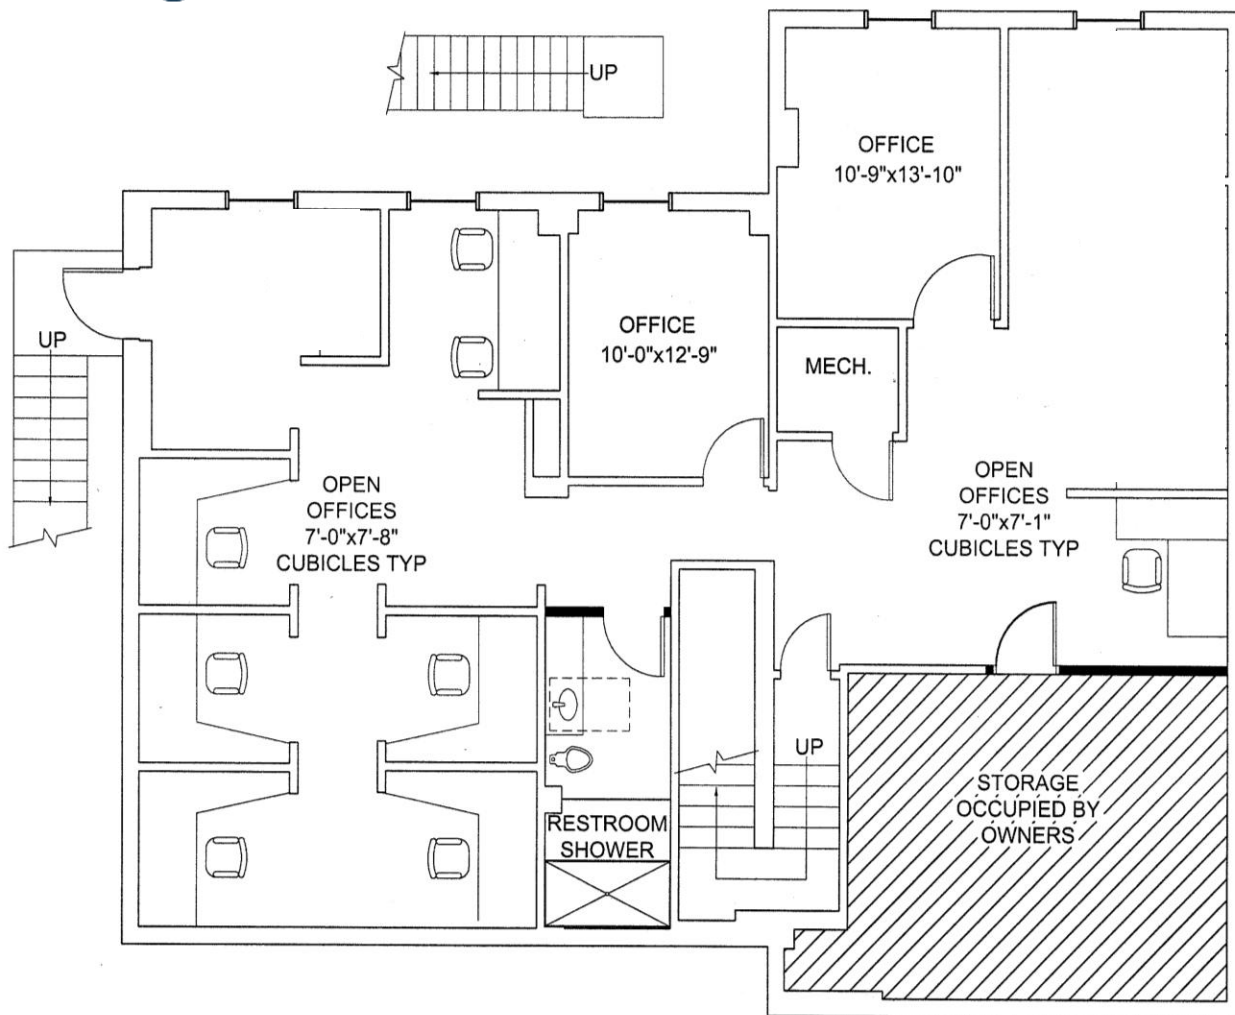 UP
OFFICE
10'-9"x13'-10"
UP
OFFICE
10'-0"x12'-9"
MECH.
OPEN
OFFICES
7'-0"x7'-8"
CUBICLES TYP
OPEN
OFFICES
7'-0"x7'-1"
CUBICLES TYP
UP
STORAGE
OCCUPIED BY
OWNERS
RESTROOM
SHOWER